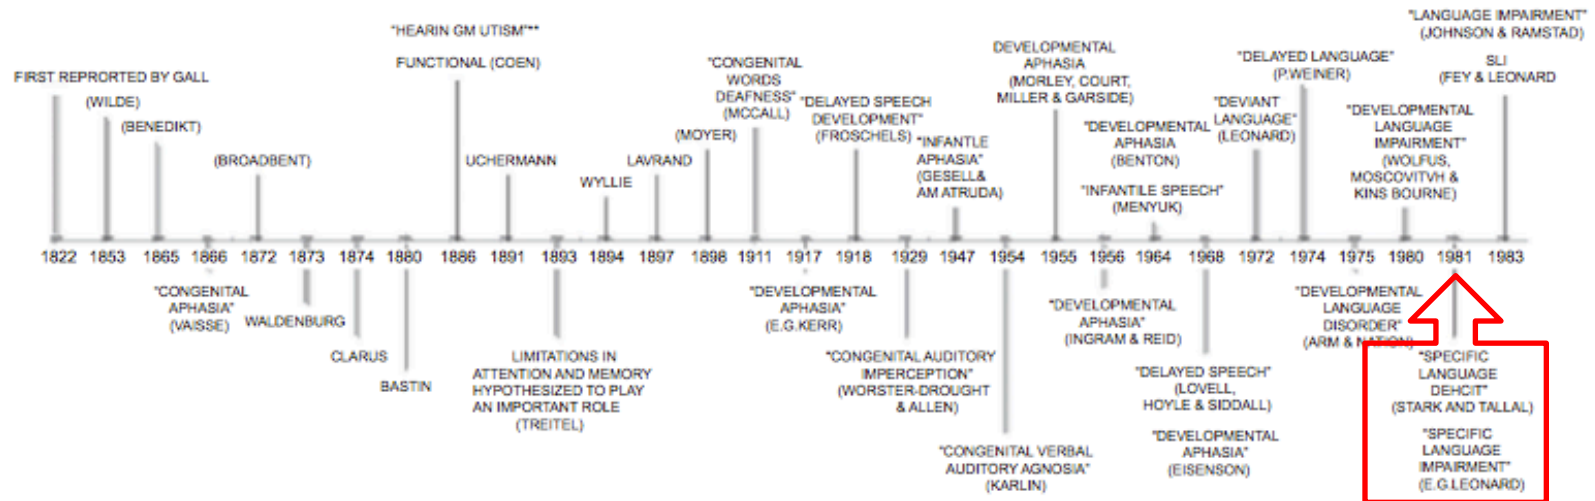 FIRST REPRORTED BY GALL
(WILDE)
(BENEDIKT)
(BROADBENT)
"HEARIN GM UTISM"**
FUNCTIONAL (COEN)
UCHERMANN
WYLLIE
LAVRAND
(MOYER)
"CONGENITAL
WORDS
DEAFNESS"
(MCCALL)
"DELAYED SPEECH
DEVELOPMENT"
(FROSCHELS)
"INFANTLE
APHASIA"
(GESELL&
AM ATRUDA)
DEVELOPMENTAL
APHASIA
(MORLEY, COURT,
MILLER & GARSIDE)
"DEVELOPMENTAL
APHASIA
(BENTON)
"INFANTILE SPEECH"
(MENYUK)
"DEVIANT
LANGUAGE"
(LEONARD)
"DELAYED LANGUAGE"
(P.WEINER)
"DEVELOPMENTAL
LANGUAGE
IMPAIRMENT"
(WOLFUS,
MOSCOVITVH &
KINS BOURNE)
"LANGUAGE IMPAIRMENT"
(JOHNSON & RAMSTAD)
SLI
(FEY & LEONARD
1822 1853 1865 1866 1872 1873 1874 1880 1886 1891 1893 1894 1897 1898 1911 1917 1918 1929 1947 1954 1955 1956 1964 1968 1972 1974 1975 1980 1981 1983
"CONGENITAL
APHASIA"
(VAISSE)
WALDENBURG
CLARUS
BASTIN
LIMITATIONS IN
ATTENTION AND MEMORY
HYPOTHESIZED TO PLAY
AN IMPORTANT ROLE
(TREITEL)
"DEVELOPMENTAL
APHASIA"
(E.G.KERR)
"CONGENITAL AUDITORY
IMPERCEPTION"
(WORSTER-DROUGHT
& ALLEN)
"CONGENITAL VERBAL
AUDITORY AGNOSIA"
(KARLIN)
"DEVELOPMENTAL
APHASIA"
(INGRAM & REID)
"DELAYED SPEECH"
(LOVELL,
HOYLE & SIDDALL)
"DEVELOPMENTAL
APHASIA"
(EISENSON)
"DEVELOPMENTAL
LANGUAGE
DISORDER"
(ARM & NATION)
"SPECIFIC
LANGUAGE
DEHCIT"
(STARK AND TALLAL)
"SPECIFIC
LANGUAGE
IMPAIRMENT"
(E.G.LEONARD)